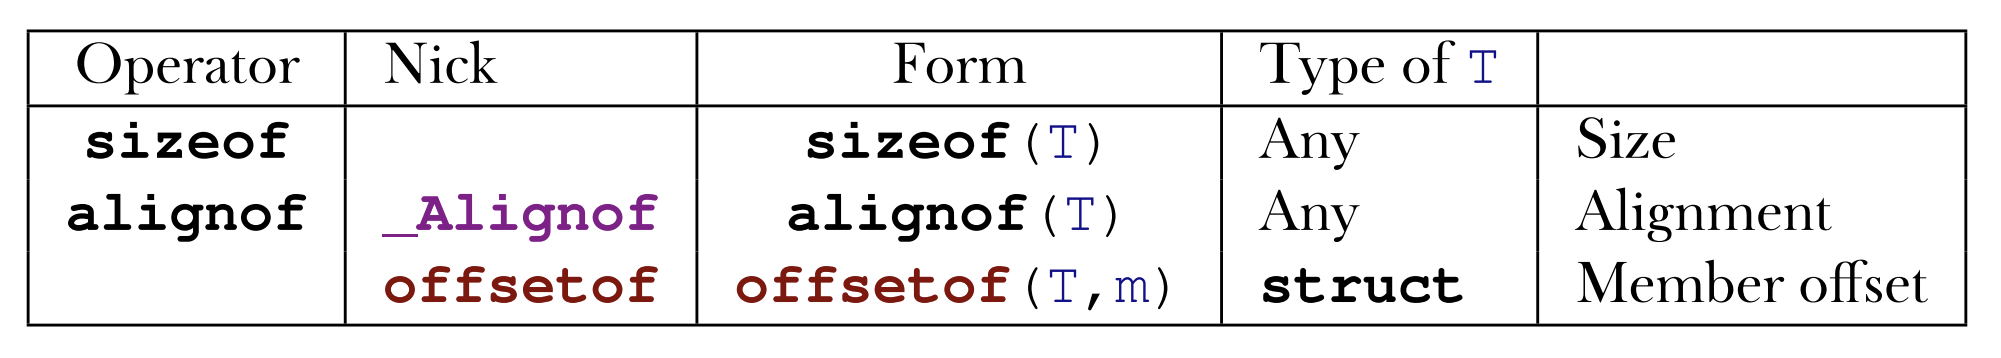 Operator Nick Form Type of T
sizeof sizeof(T) Any Size
alignof _Alignof alignof(T) Any Alignment
offsetof offsetof(T,m) struct Member offset